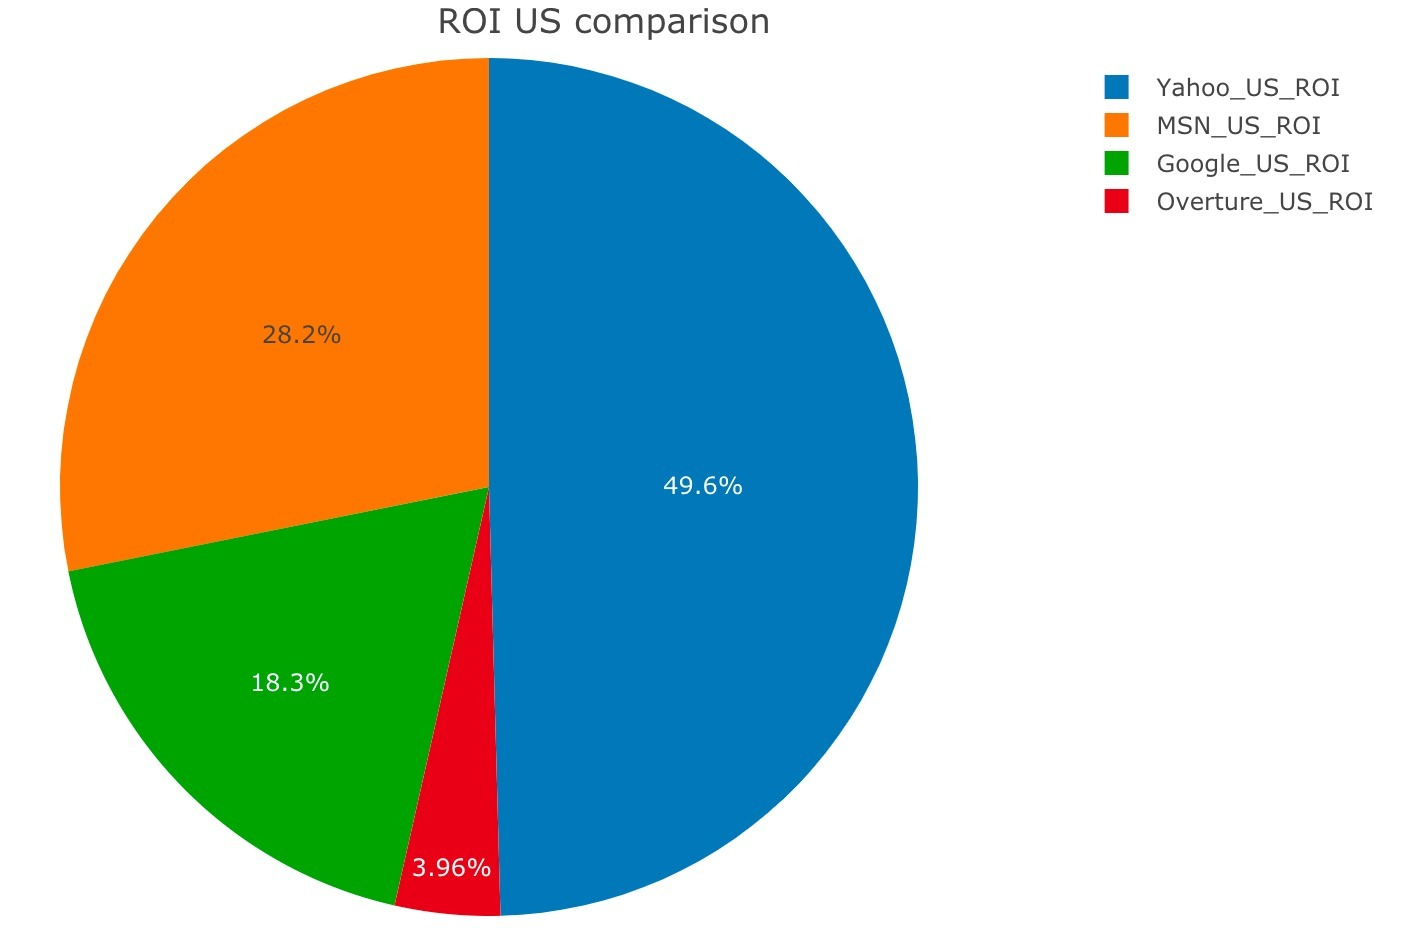 ROI US comparison
Yahoo_US_ROI
MSN_US_ROI
Google_US_ROI
Overture_US_ROI
28.2%
49.6%
18.3%
3.96%